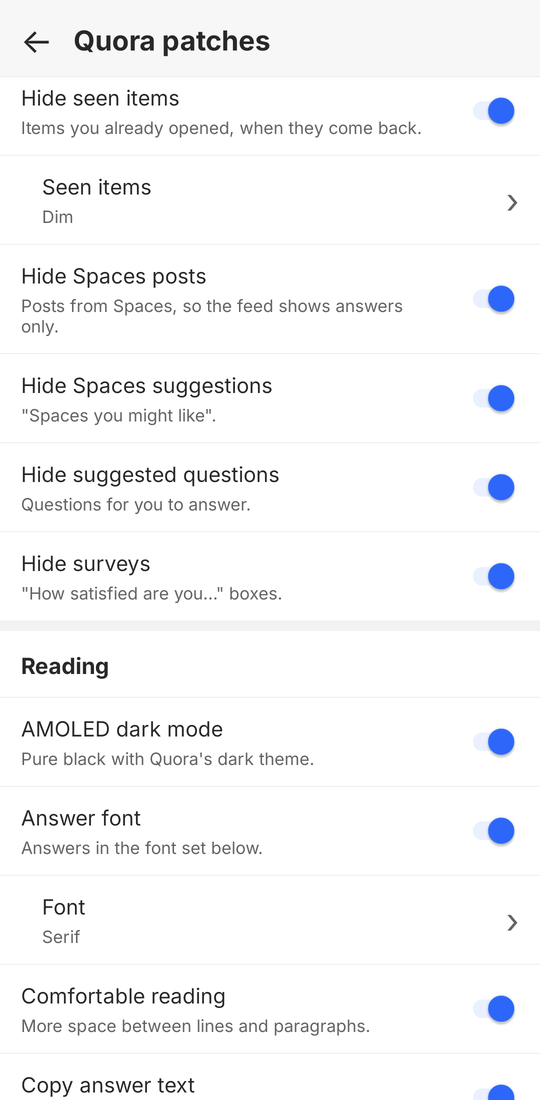 Quora patches
Hide seen items
Items you already opened, when they come back.
Seen items
Dim
Hide Spaces posts
Posts from Spaces, so the feed shows answers
only.
Hide Spaces suggestions
"Spaces you might like".
Hide suggested questions
Questions for you to answer.
Hide surveys
"How satisfied are you..." boxes.
Reading
AMOLED dark mode
Pure black with Quora's dark theme.
Answer font
Answers in the font set below.
Font
Serif
Comfortable reading
More space between lines and paragraphs.
Copy answer text